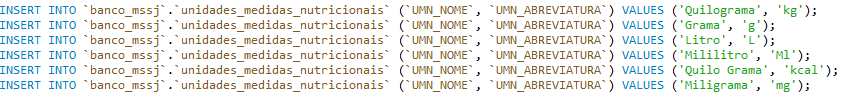 INSERT INTO `banco_mssj`.`unidades_medidas_nutricionais` (`UMN_NOME`, `UMN_ABREVIATURA`) VALUES ('Quilograma', 'kg');
INSERT INTO `banco_mssj`.`unidades_medidas_nutricionais` (`UMN_NOME`, `UMN_ABREVIATURA`) VALUES ('Grama', 'g');
INSERT INTO `banco_mssj`.`unidades_medidas_nutricionais` (`UMN_NOME`, `UMN_ABREVIATURA`) VALUES ('Litro', 'L');
INSERT INTO `banco_mssj`.`unidades_medidas_nutricionais` (`UMN_NOME`, `UMN_ABREVIATURA`) VALUES ('Mililitro', 'Ml');
INSERT INTO `banco_mssj`.`unidades_medidas_nutricionais` (`UMN_NOME`, `UMN_ABREVIATURA`) VALUES ('Quilo Grama', 'kcal');
INSERT INTO `banco_mssj`.`unidades_medidas_nutricionais` (`UMN_NOME`, `UMN_ABREVIATURA`) VALUES ('Miligrama', 'mg');